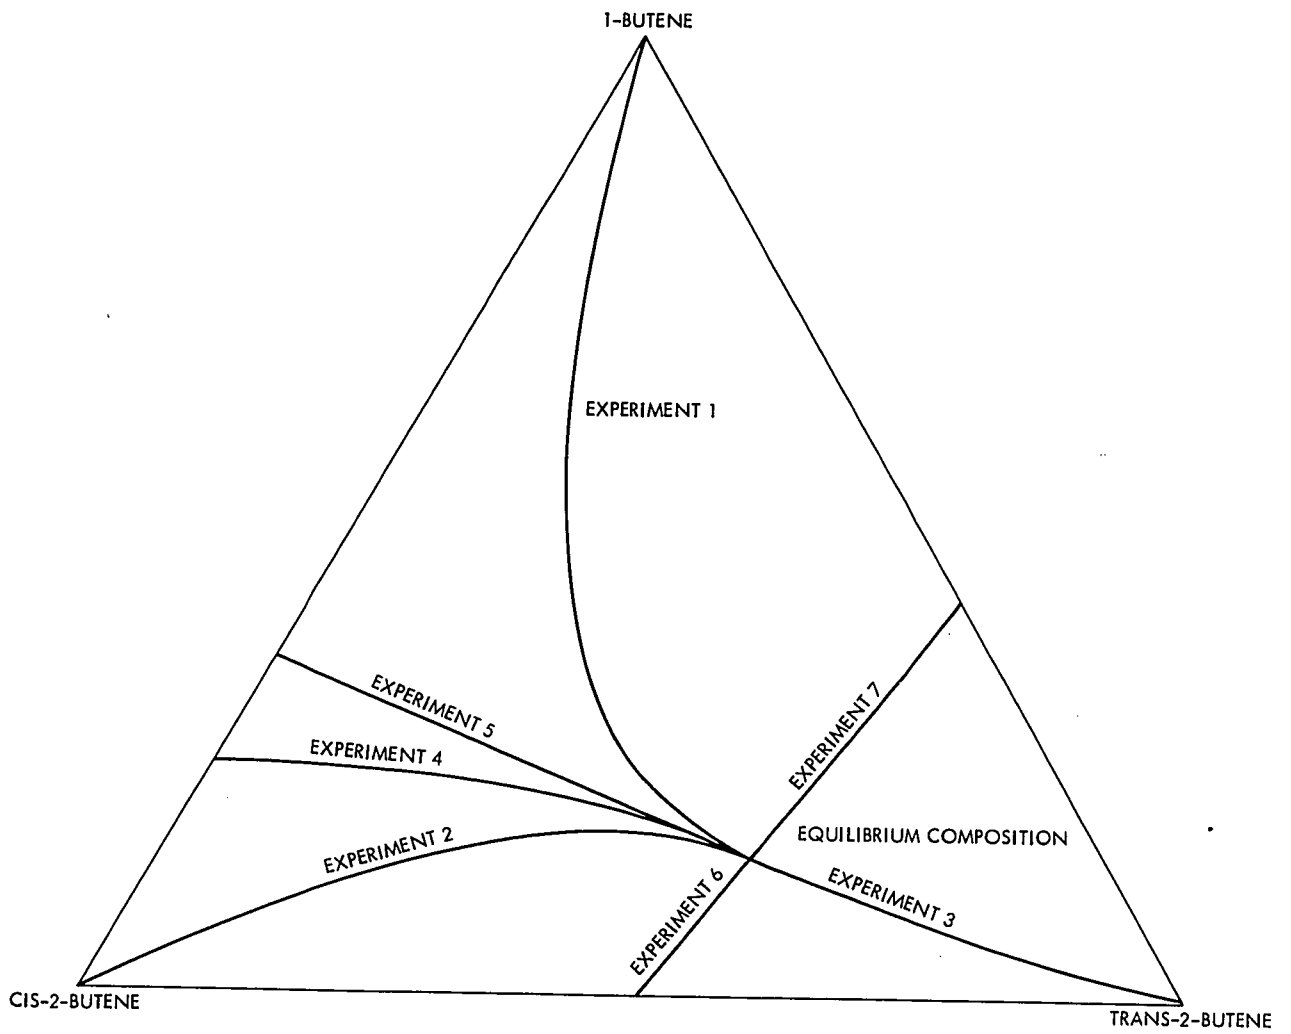 1-BUTENE
EXPERIMENT 1
EXPERIMENT 5
EXPERIMENT 4
EXPERIMENT 7
EXPERIMENT 2
EQUILIBRIUM COMPOSITION
EXPERIMENT 6
EXPERIMENT 3
CIS-2-BUTENE
TRANS-2-BUTENE